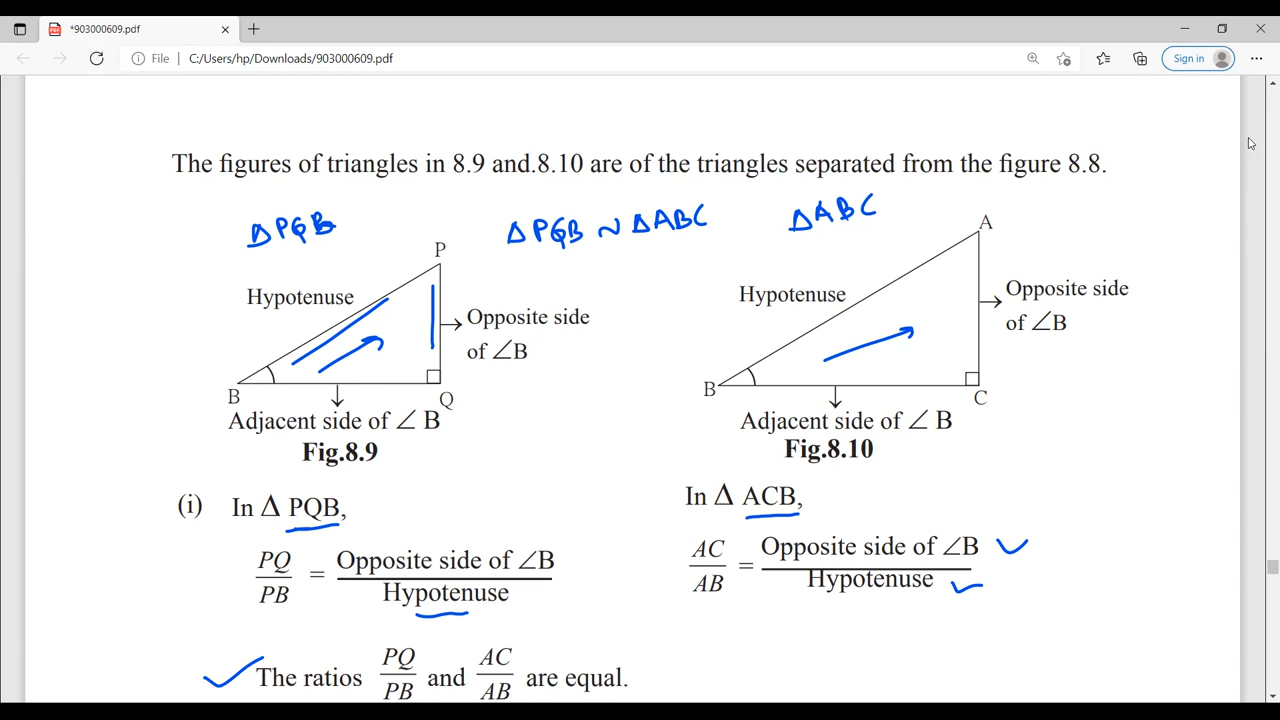 *903000609.pdf
File C:/Users/hp/Downloads/903000609.pdf Sign in
The figures of triangles in 8.9 and.8.10 are of the triangles separated from the figure 8.8.
ΔPQB ΔPQB ~ ΔABC ΔABC
P
Hypotenuse
Opposite side
of ∠B
B
Q
Adjacent side of ∠ B
Fig.8.9
A
Hypotenuse
Opposite side
of ∠B
B
C
Adjacent side of ∠ B
Fig.8.10
(i) In Δ PQB,
PQ/PB = Opposite side of ∠B/Hypotenuse
In Δ ACB,
AC/AB = Opposite side of ∠B/Hypotenuse
The ratios PQ/PB and AC/AB are equal.